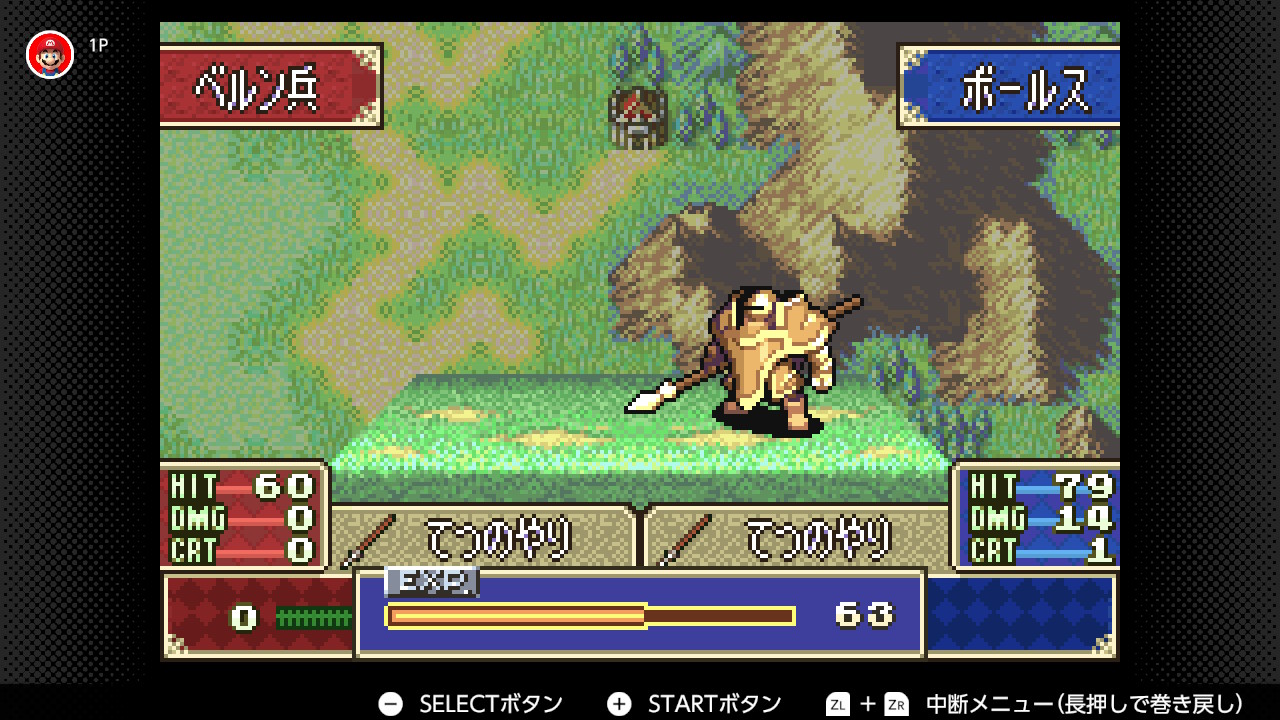 1P
ベルン兵
ボールス
HIT 60
DMG 0
CRT 0
てつのやり
てつのやり
HIT 79
DMG 14
CRT 1
0
EXP
63
− SELECTボタン
+ STARTボタン
ZL + ZR 中断メニュー(長押しで巻き戻し)